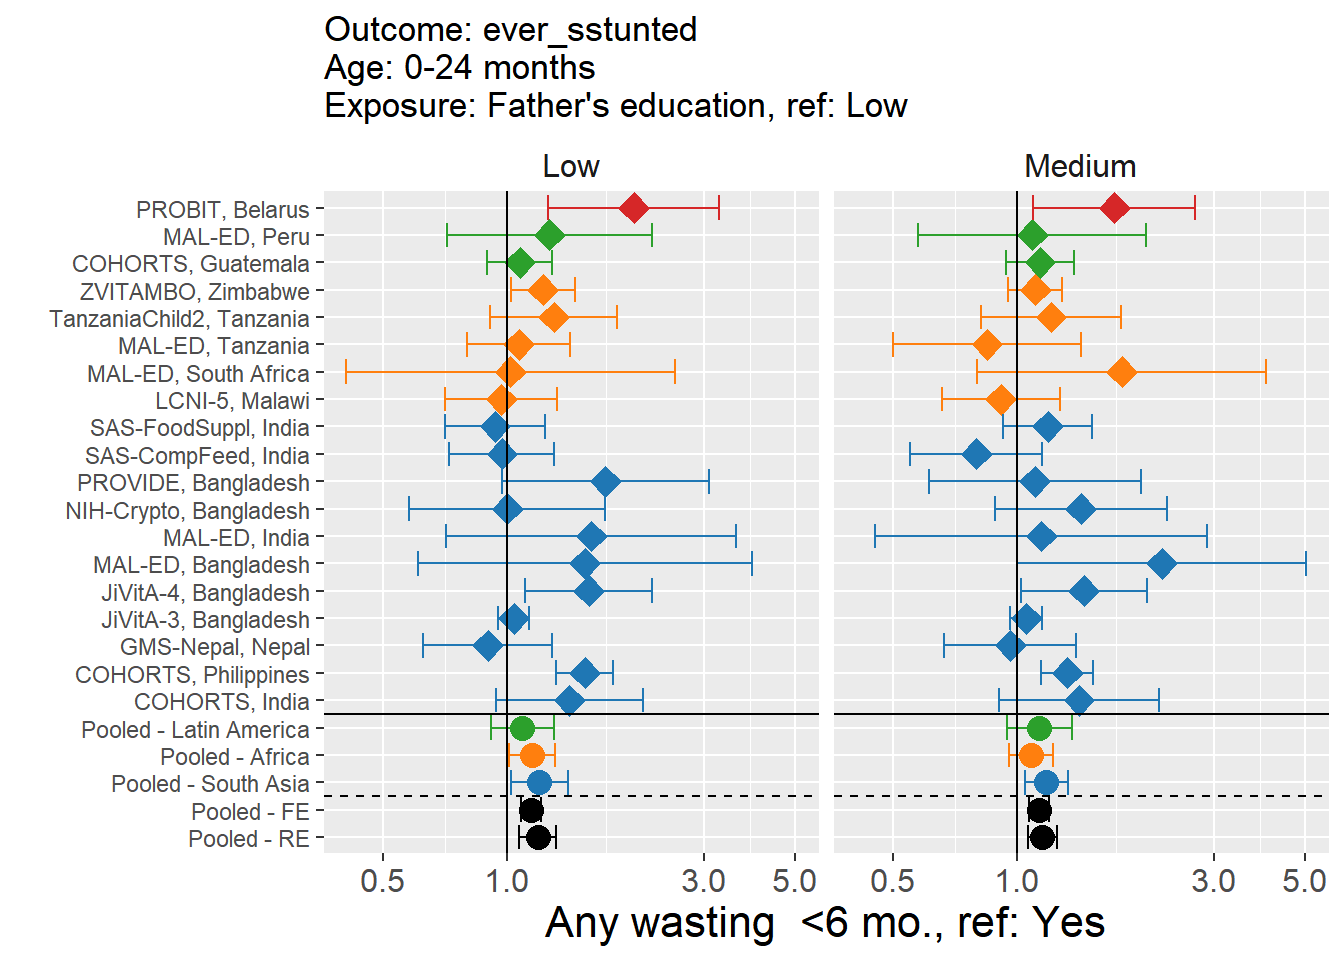 Outcome: ever_sstunted
Age: 0-24 months
Exposure: Father's education, ref: Low
Low
Medium
PROBIT, Belarus
MAL-ED, Peru
COHORTS, Guatemala
ZVITAMBO, Zimbabwe
TanzaniaChild2, Tanzania
MAL-ED, Tanzania
MAL-ED, South Africa
LCNI-5, Malawi
SAS-FoodSuppl, India
SAS-CompFeed, India
PROVIDE, Bangladesh
NIH-Crypto, Bangladesh
MAL-ED, India
MAL-ED, Bangladesh
JiVitA-4, Bangladesh
JiVitA-3, Bangladesh
GMS-Nepal, Nepal
COHORTS, Philippines
COHORTS, India
Pooled - Latin America
Pooled - Africa
Pooled - South Asia
Pooled - FE
Pooled - RE
0.5 1.0 3.0 5.0 0.5 1.0 3.0 5.0
Any wasting  <6 mo., ref: Yes